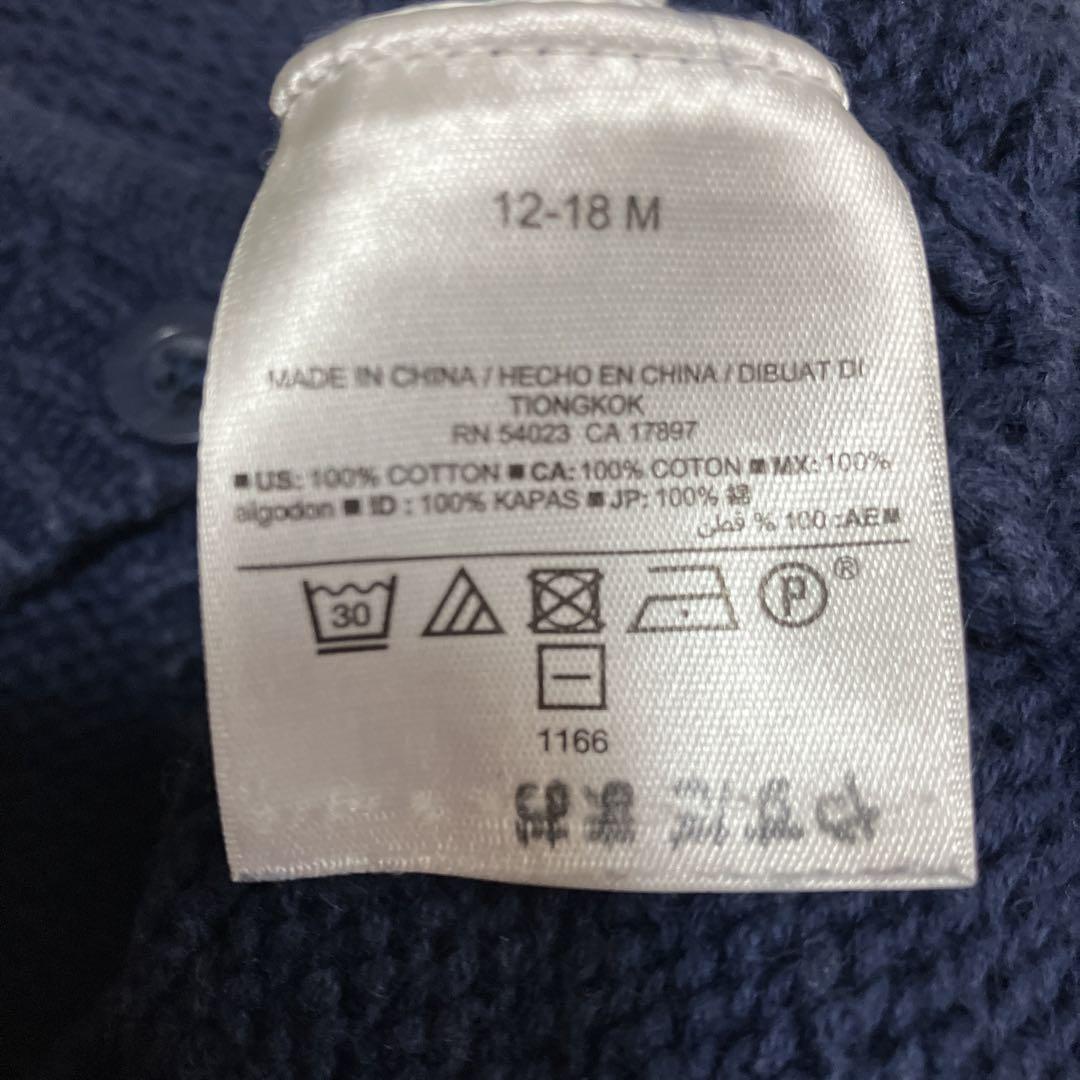 12-18 M
MADE IN CHINA / HECHO EN CHINA / DIBUAT DI
TIONGKOK
RN 54023 CA 17897
■ US: 100% COTTON ■ CA: 100% COTON ■ MX: 100%
algodon ■ ID : 100% KAPAS ■ JP: 100% 綿
■AE: 100 % قطن
30
P ®
1166